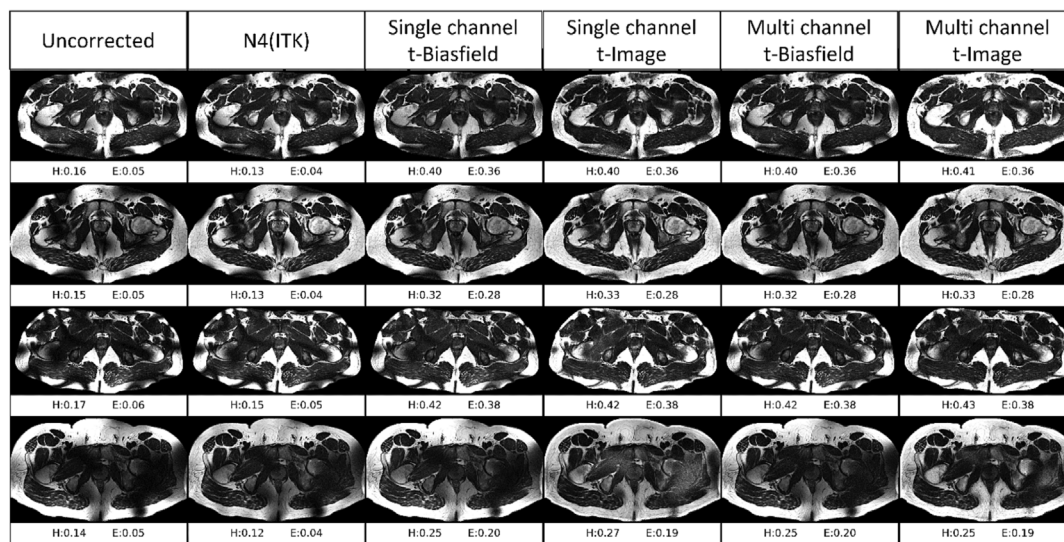 Uncorrected N4(ITK) Single channel t-Biasfield Single channel t-Image Multi channel t-Biasfield Multi channel t-Image
H:0.16 E:0.05 H:0.13 E:0.04 H:0.40 E:0.36 H:0.40 E:0.36 H:0.40 E:0.36 H:0.41 E:0.36
H:0.15 E:0.05 H:0.13 E:0.04 H:0.32 E:0.28 H:0.33 E:0.28 H:0.32 E:0.28 H:0.33 E:0.28
H:0.17 E:0.06 H:0.15 E:0.05 H:0.42 E:0.38 H:0.42 E:0.38 H:0.42 E:0.38 H:0.43 E:0.38
H:0.14 E:0.05 H:0.12 E:0.04 H:0.25 E:0.20 H:0.27 E:0.19 H:0.25 E:0.20 H:0.25 E:0.19